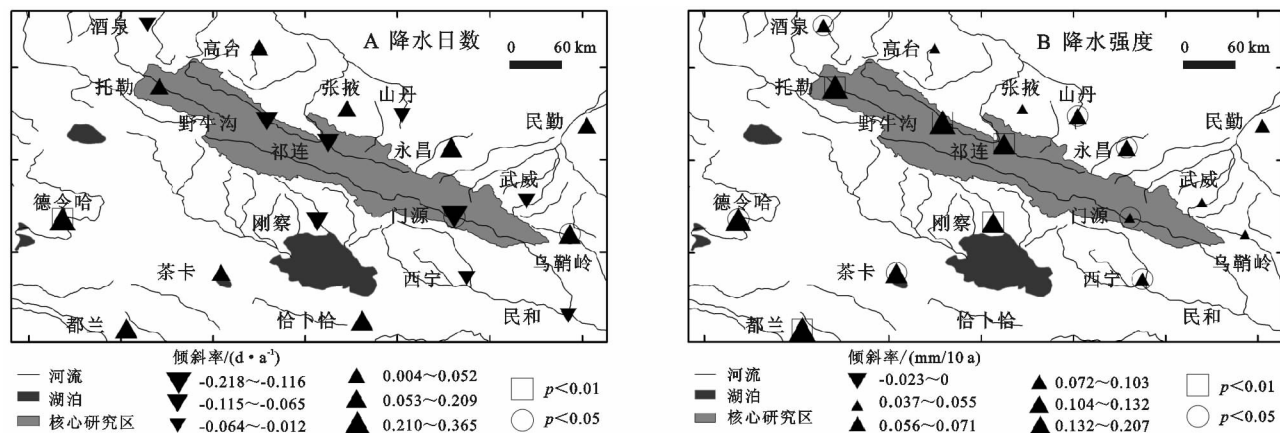 A 降水日数
0 60 km
酒泉
高台
托勒
张掖
山丹
民勤
野牛沟
祁连
永昌
武威
德令哈
刚察
门源
乌鞘岭
茶卡
西宁
都兰
恰卜恰
民和
倾斜率/(d·a⁻¹)
河流
湖泊
核心研究区
-0.218～-0.116
-0.115～-0.065
-0.064～-0.012
0.004～0.052
0.053～0.209
0.210～0.365
p<0.01
p<0.05
B 降水强度
0 60 km
酒泉
高台
托勒
张掖
山丹
民勤
野牛沟
祁连
永昌
武威
德令哈
刚察
门源
乌鞘岭
茶卡
西宁
都兰
恰卜恰
民和
倾斜率/(mm/10 a)
河流
湖泊
核心研究区
-0.023～0
0.037～0.055
0.056～0.071
0.072～0.103
0.104～0.132
0.132～0.207
p<0.01
p<0.05